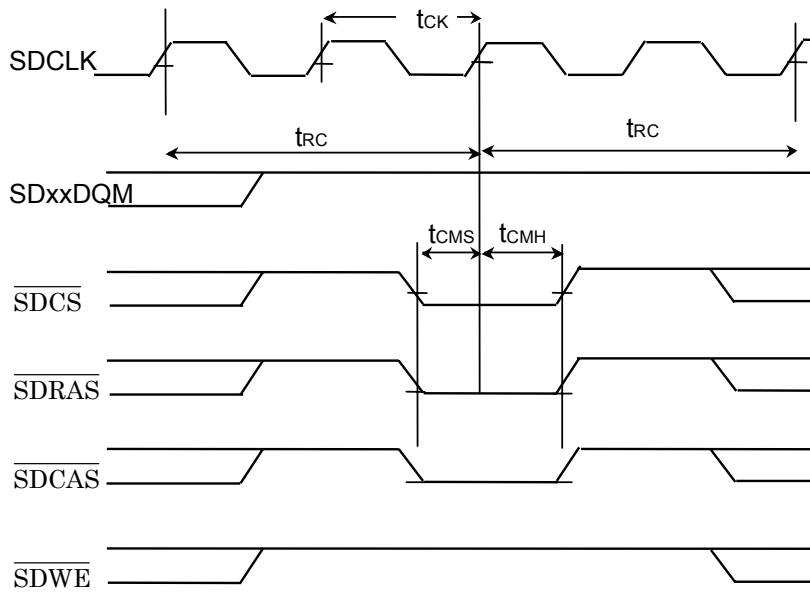 tCK
SDCLK
tRC
tRC
SDxxDQM
tCMS
tCMH
SDCS
SDRAS
SDCAS
SDWE